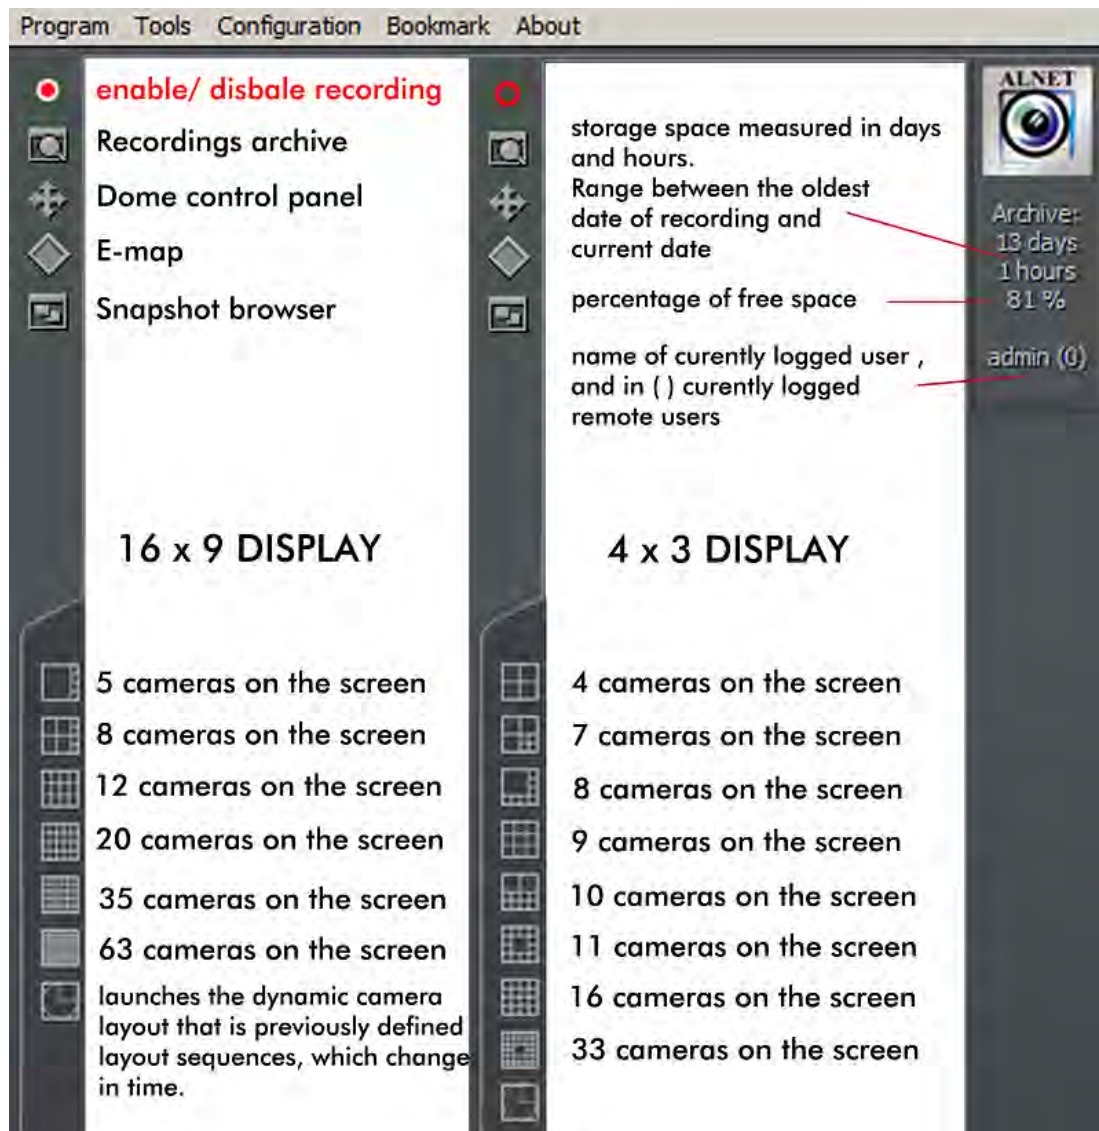 Program Tools Configuration Bookmark About
enable/ disbale recording
Recordings archive
Dome control panel
E-map
Snapshot browser
16 x 9 DISPLAY
5 cameras on the screen
8 cameras on the screen
12 cameras on the screen
20 cameras on the screen
35 cameras on the screen
63 cameras on the screen
launches the dynamic camera
layout that is previously defined
layout sequences, which change
in time.
storage space measured in days
and hours.
Range between the oldest
date of recording and
current date
percentage of free space
name of curently logged user ,
and in ( ) curently logged
remote users
4 x 3 DISPLAY
4 cameras on the screen
7 cameras on the screen
8 cameras on the screen
9 cameras on the screen
10 cameras on the screen
11 cameras on the screen
16 cameras on the screen
33 cameras on the screen
ALNET
Archive:
13 days
1 hours
81 %
admin (0)